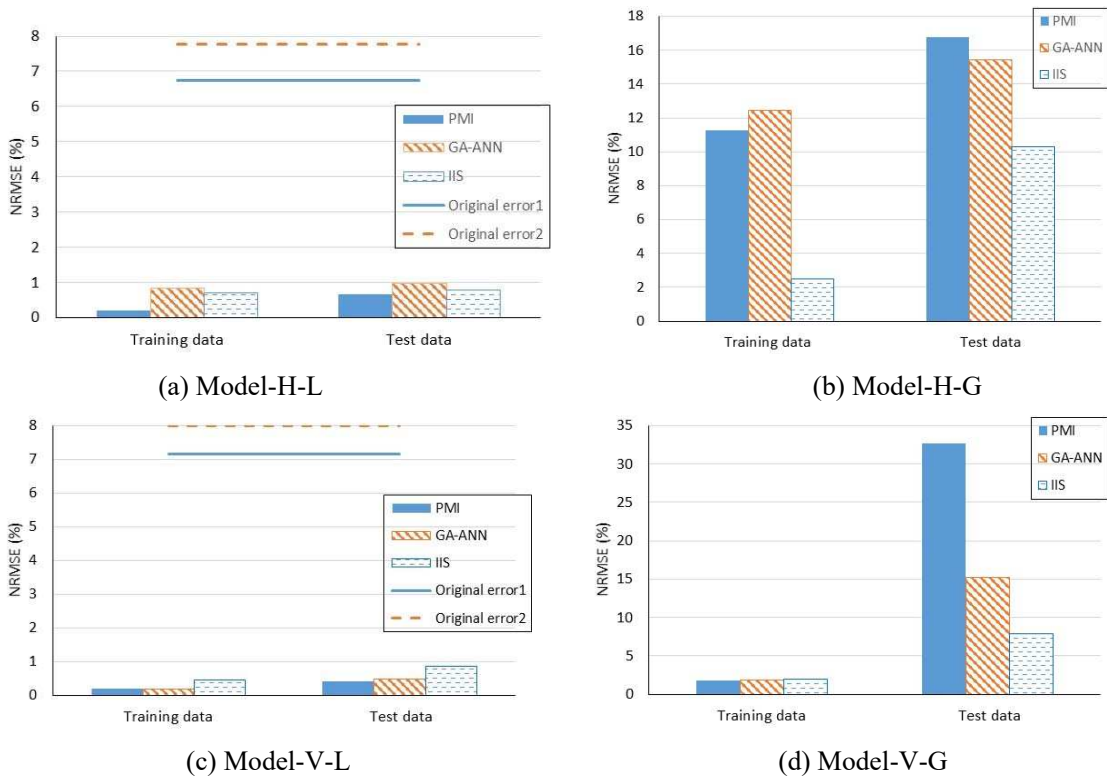 8
7
6
5
4
3
2
1
0
NRMSE (%)
PMI
GA-ANN
IIS
Original error1
Original error2
Training data
Test data
(a) Model-H-L
18
16
14
12
10
8
6
4
2
0
NRMSE (%)
PMI
GA-ANN
IIS
Training data
Test data
(b) Model-H-G
8
7
6
5
4
3
2
1
0
NRMSE (%)
PMI
GA-ANN
IIS
Original error1
Original error2
Training data
Test data
(c) Model-V-L
35
30
25
20
15
10
5
0
NRMSE (%)
PMI
GA-ANN
IIS
Training data
Test data
(d) Model-V-G